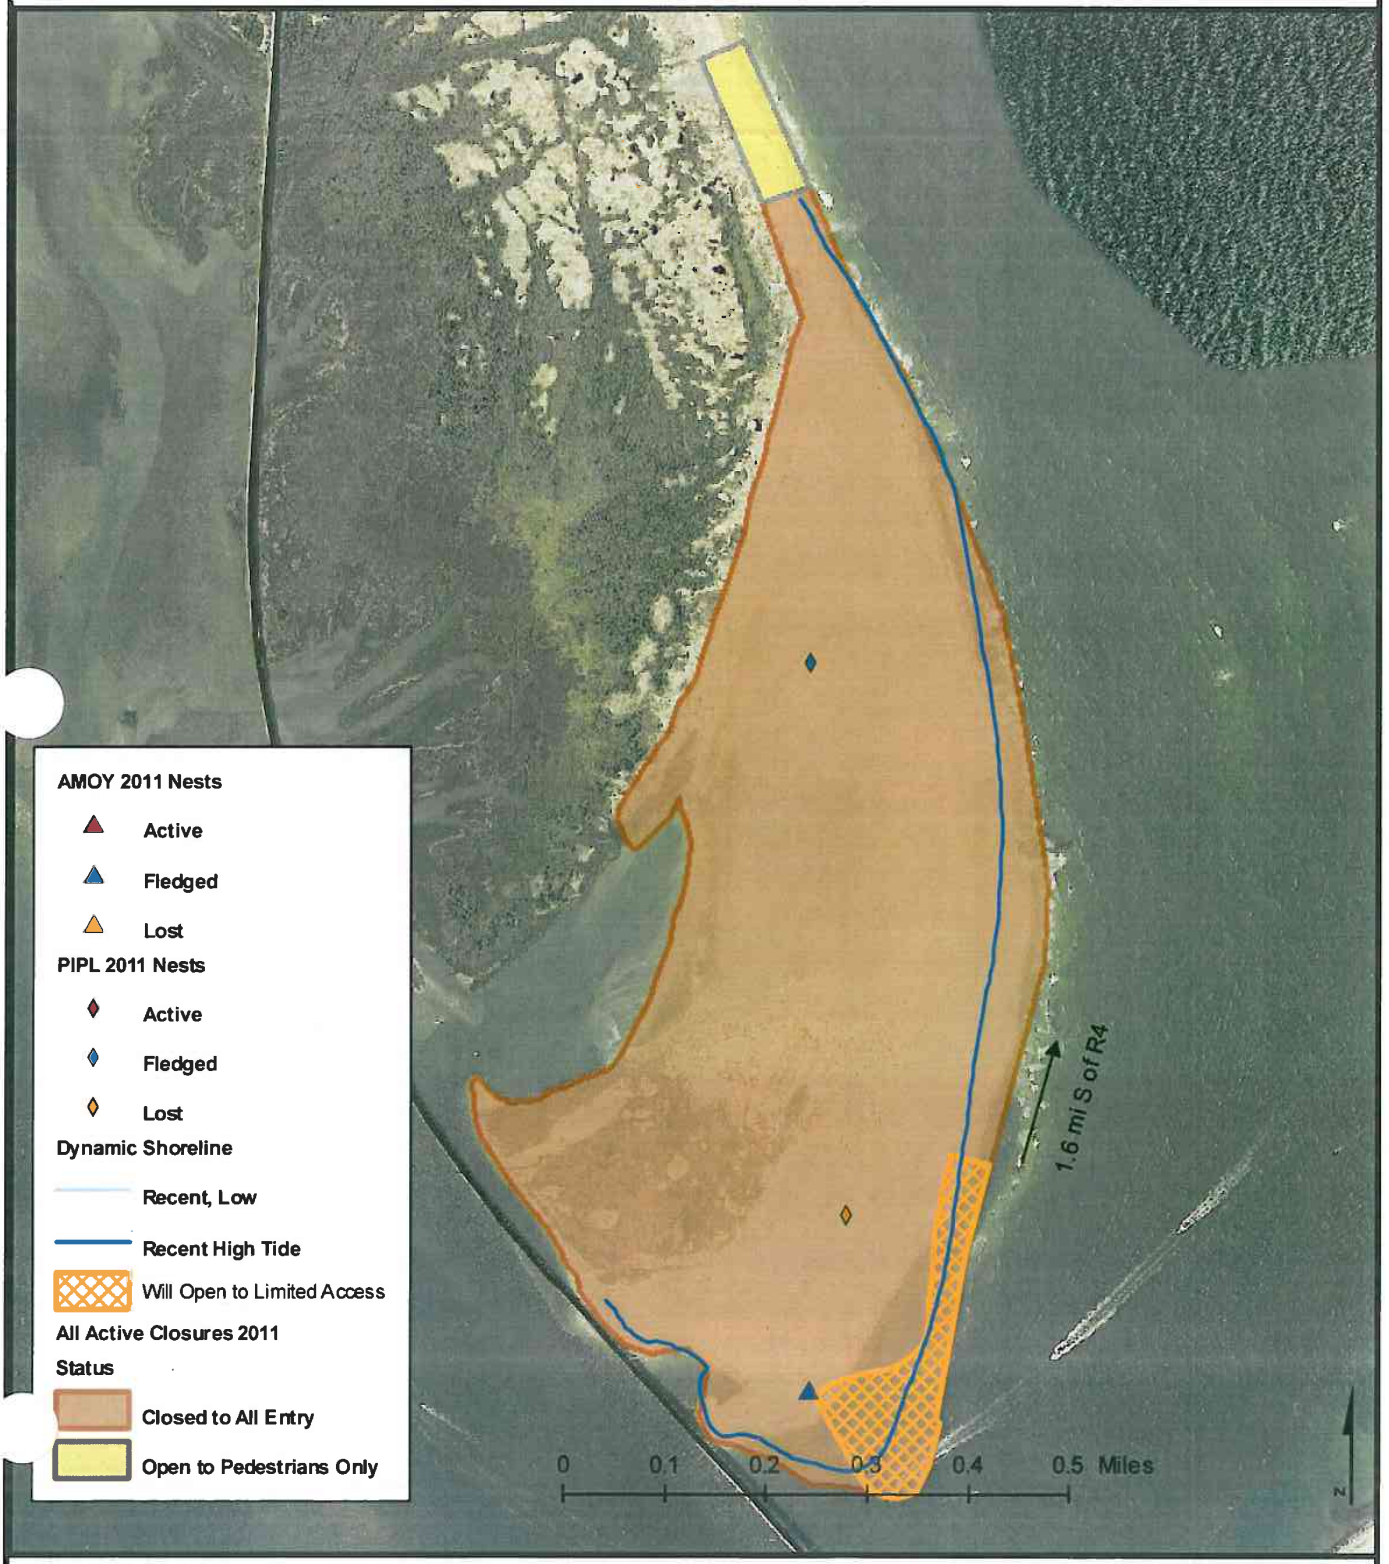 AMOY 2011 Nests
Active
Fledged
Lost
PIPL 2011 Nests
Active
Fledged
Lost
Dynamic Shoreline
Recent, Low
Recent High Tide
Will Open to Limited Access
All Active Closures 2011
Status
Closed to All Entry
Open to Pedestrians Only
1.6 mi S of R4
0 0.1 0.2 0.3 0.4 0.5 Miles
N